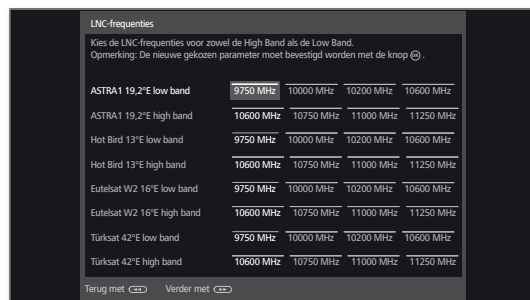 LNC-frequenties
Kies de LNC-frequenties voor zowel de High Band als de Low Band.
Opmerking: De nieuwe gekozen parameter moet bevestigd worden met de knop OK.
ASTRA1 19,2°E low band 9750 MHz 10000 MHz 10200 MHz 10600 MHz
ASTRA1 19,2°E high band 10600 MHz 10750 MHz 11000 MHz 11250 MHz
Hot Bird 13°E low band 9750 MHz 10000 MHz 10200 MHz 10600 MHz
Hot Bird 13°E high band 10600 MHz 10750 MHz 11000 MHz 11250 MHz
Eutelsat W2 16°E low band 9750 MHz 10000 MHz 10200 MHz 10600 MHz
Eutelsat W2 16°E high band 10600 MHz 10750 MHz 11000 MHz 11250 MHz
Türksat 42°E low band 9750 MHz 10000 MHz 10200 MHz 10600 MHz
Türksat 42°E high band 10600 MHz 10750 MHz 11000 MHz 11250 MHz
Terug met Verder met